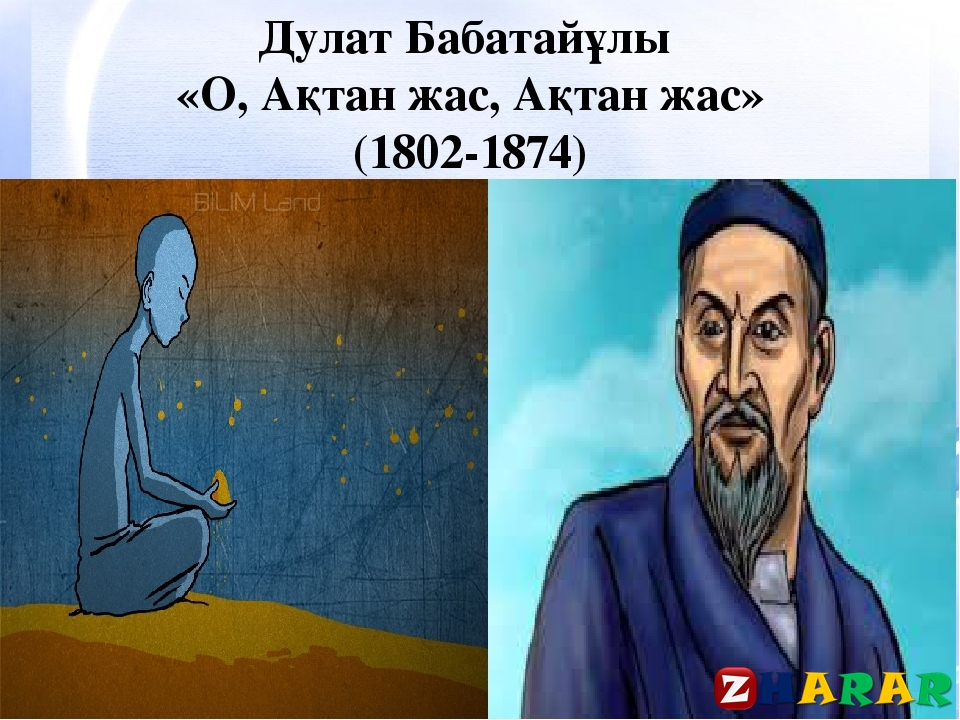 Дулат Бабатайұлы
«О, Ақтан жас, Ақтан жас»
(1802-1874)
BILIM Land
ZHARAR